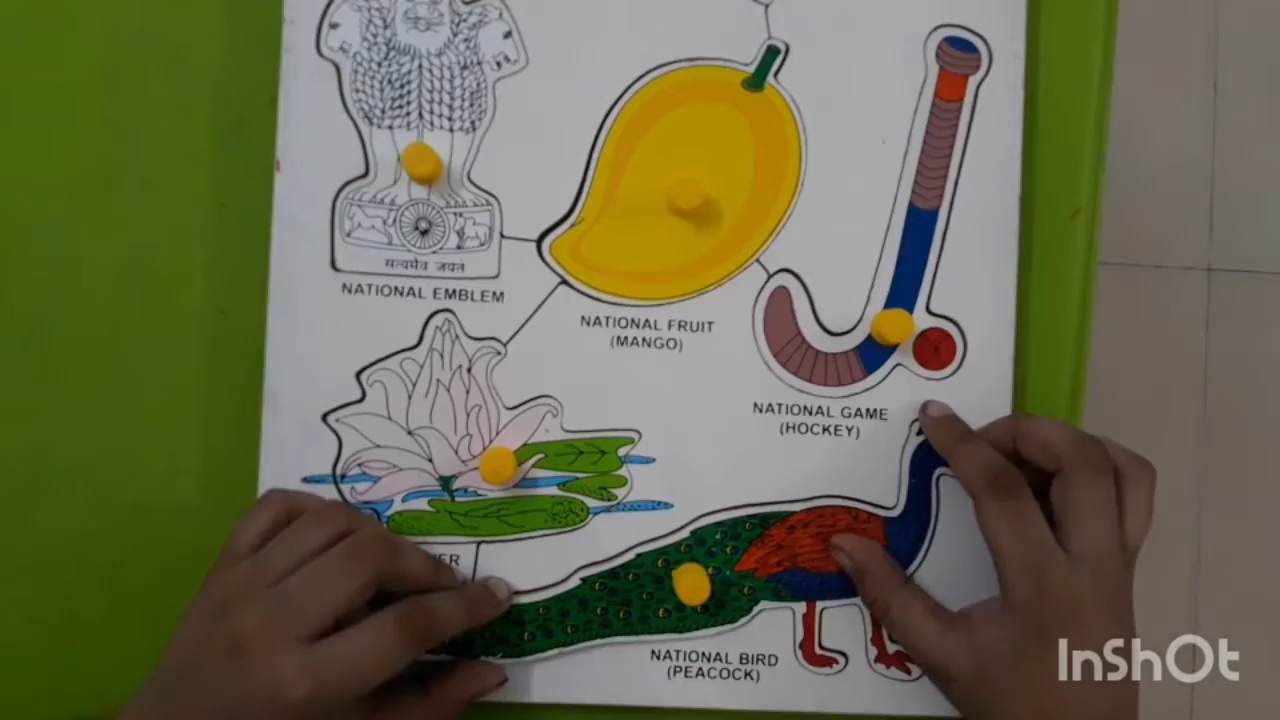 सत्यमेव जयते
NATIONAL EMBLEM
NATIONAL FRUIT
(MANGO)
NATIONAL GAME
(HOCKEY)
NATIONAL BIRD
(PEACOCK)
InShOt